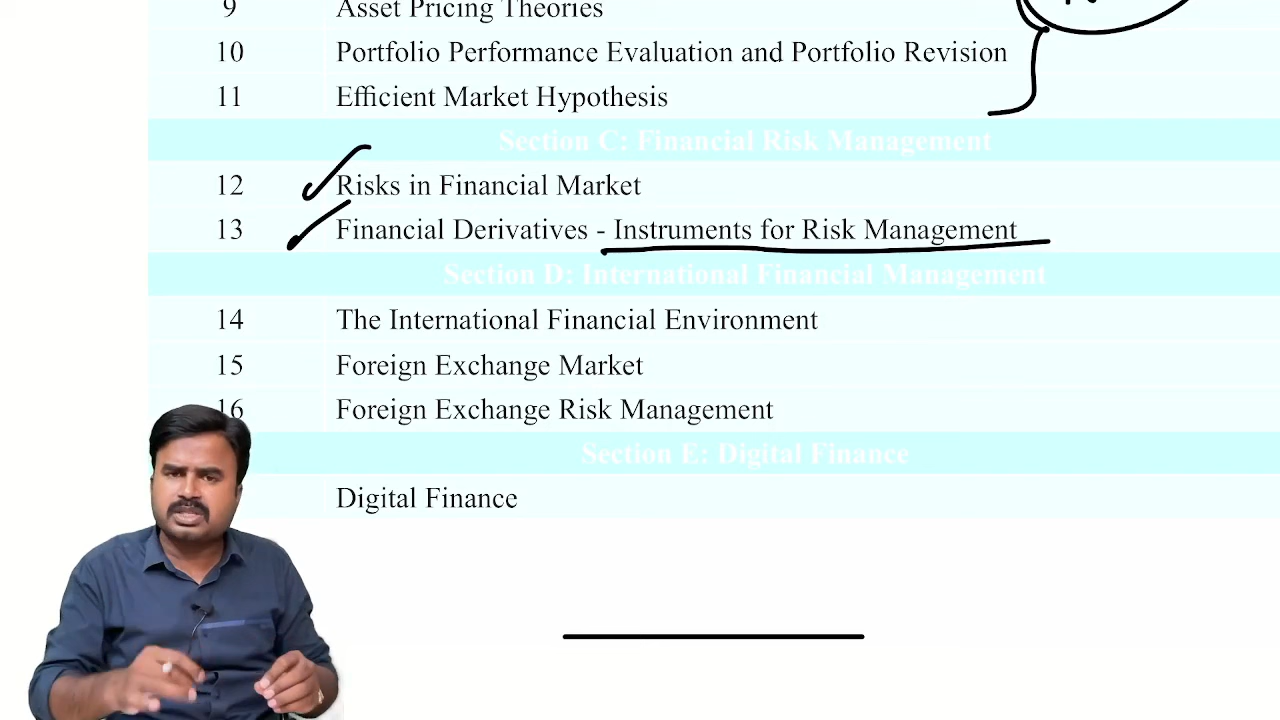 9 Asset Pricing Theories
10 Portfolio Performance Evaluation and Portfolio Revision
11 Efficient Market Hypothesis
Section C: Financial Risk Management
12 Risks in Financial Market
13 Financial Derivatives - Instruments for Risk Management
Section D: International Financial Management
14 The International Financial Environment
15 Foreign Exchange Market
16 Foreign Exchange Risk Management
Section E: Digital Finance
Digital Finance